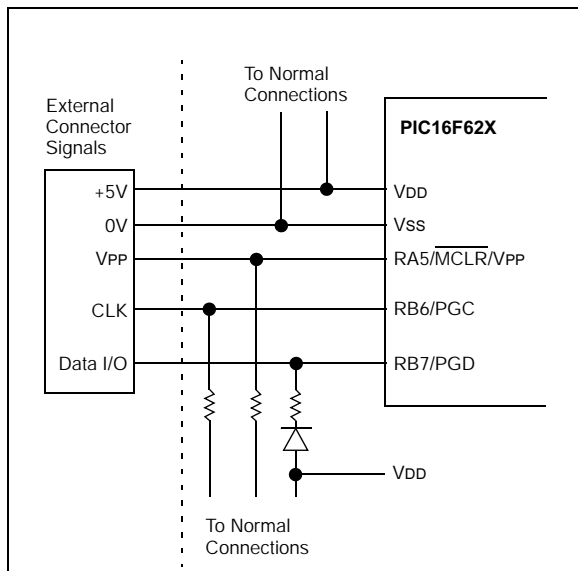 To Normal
Connections
External
Connector
Signals
PIC16F62X
+5V
VDD
0V
VSS
VPP
RA5/MCLR/VPP
CLK
RB6/PGC
Data I/O
RB7/PGD
VDD
To Normal
Connections